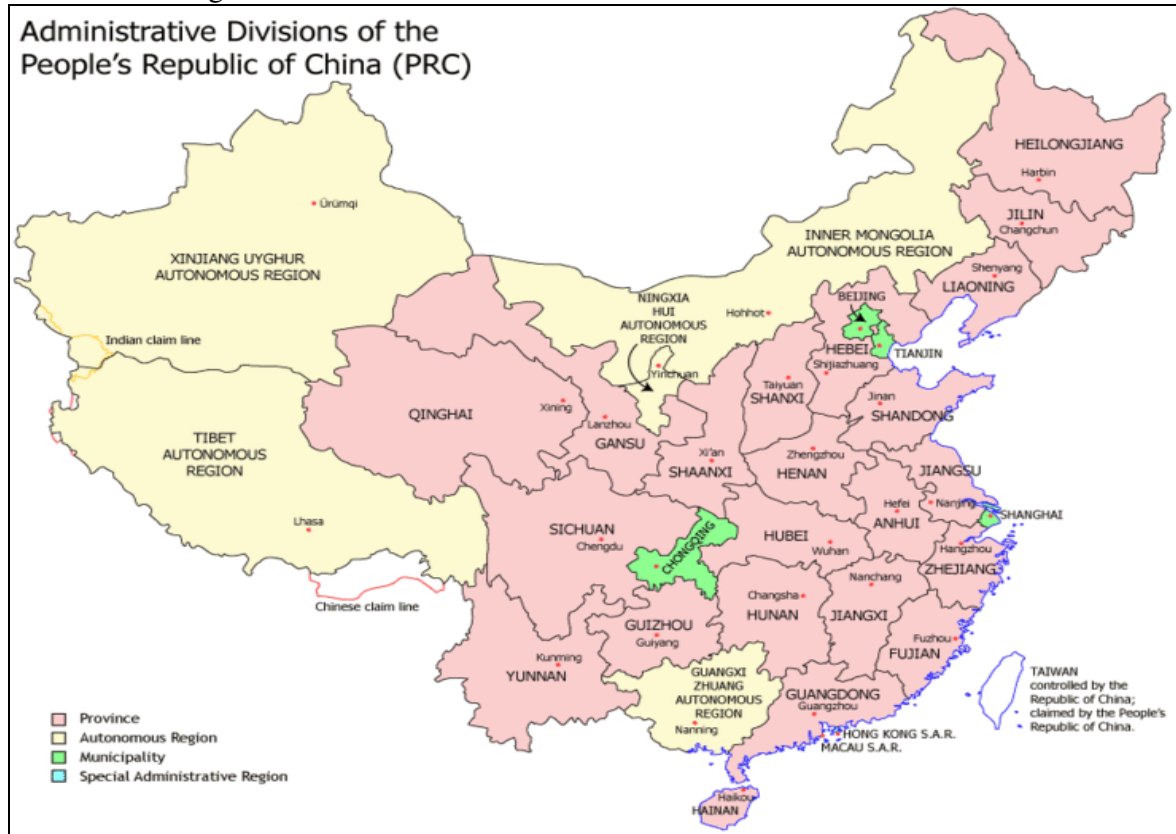 Administrative Divisions of the
People's Republic of China (PRC)
HEILONGJIANG
Harbin
JILIN
Changchun
Ürümqi
INNER MONGOLIA
AUTONOMOUS REGION
XINJIANG UYGHUR
AUTONOMOUS REGION
Shenyang
LIAONING
BEIJING
NINGXIA
HUI
AUTONOMOUS
REGION
Hohhot
Indian claim line
HEBEI
TIANJIN
Shijiazhuang
Yinchuan
Taiyuan
SHANXI
Jinan
SHANDONG
QINGHAI
Xining
Lanzhou
GANSU
TIBET
AUTONOMOUS
REGION
Xi'an
SHAANXI
Zhengzhou
HENAN
JIANGSU
Hefei
ANHUI
Nanjing
SHANGHAI
Lhasa
SICHUAN
Chengdu
CHONGQING
HUBEI
Wuhan
Hangzhou
ZHEJIANG
Nanchang
Chinese claim line
Changsha
HUNAN
JIANGXI
GUIZHOU
Guiyang
Fuzhou
FUJIAN
Kunming
YUNNAN
GUANGXI
ZHUANG
AUTONOMOUS
REGION
Nanning
GUANGDONG
Guangzhou
TAIWAN
controlled by the
Republic of China;
claimed by the People's
Republic of China.
HONG KONG S.A.R.
MACAU S.A.R.
Haikou
HAINAN
Province
Autonomous Region
Municipality
Special Administrative Region